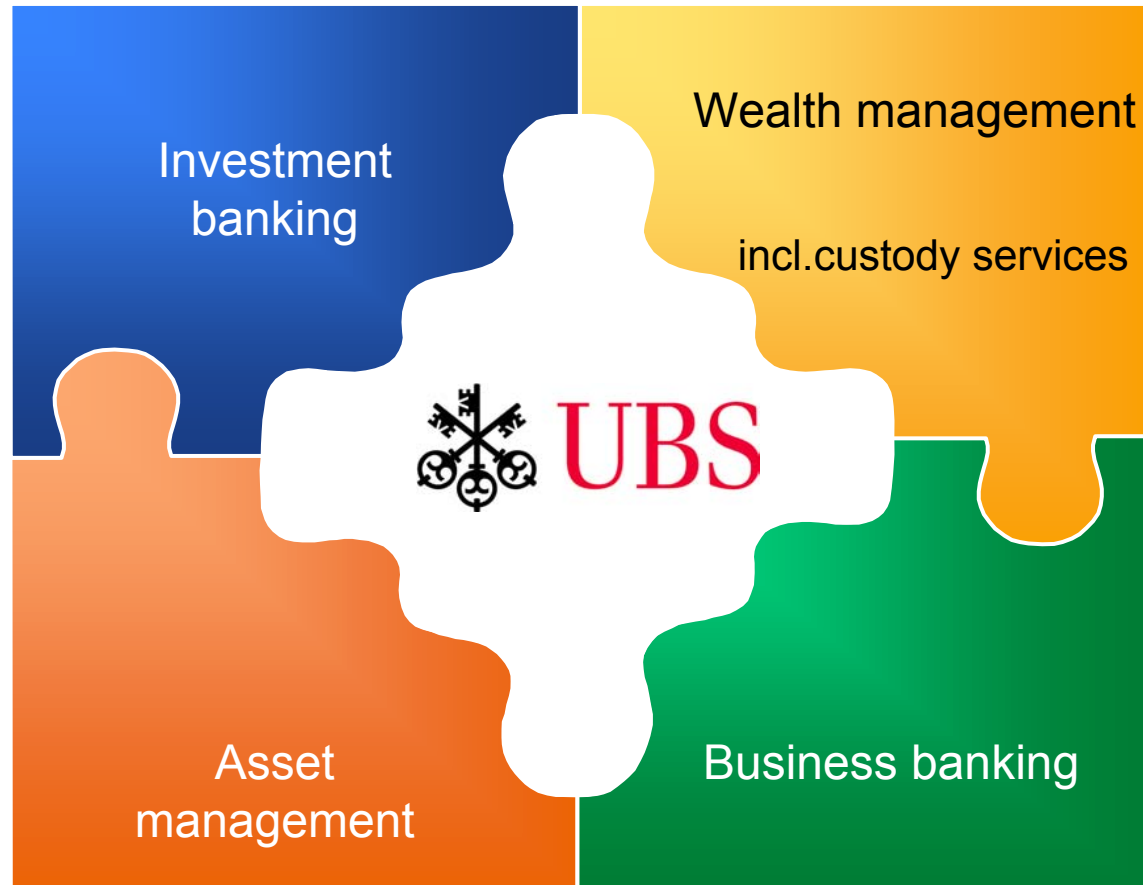 Investment
banking
Wealth management
incl.custody services
UBS
Asset
management
Business banking